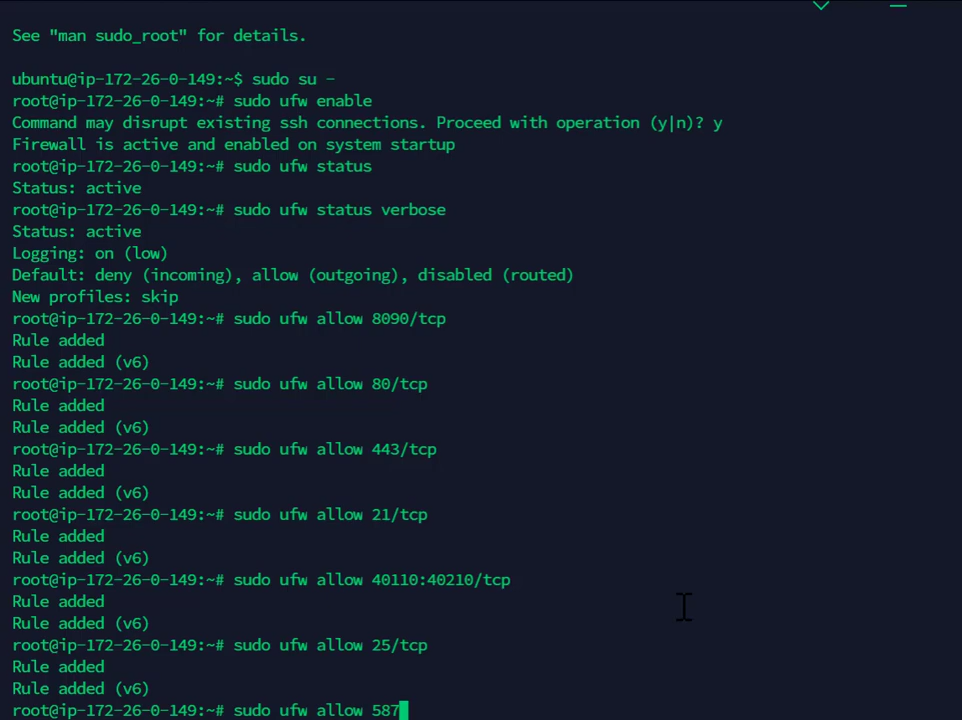 See "man sudo_root" for details.
ubuntu@ip-172-26-0-149:~$ sudo su -
root@ip-172-26-0-149:~# sudo ufw enable
Command may disrupt existing ssh connections. Proceed with operation (y|n)? y
Firewall is active and enabled on system startup
root@ip-172-26-0-149:~# sudo ufw status
Status: active
root@ip-172-26-0-149:~# sudo ufw status verbose
Status: active
Logging: on (low)
Default: deny (incoming), allow (outgoing), disabled (routed)
New profiles: skip
root@ip-172-26-0-149:~# sudo ufw allow 8090/tcp
Rule added
Rule added (v6)
root@ip-172-26-0-149:~# sudo ufw allow 80/tcp
Rule added
Rule added (v6)
root@ip-172-26-0-149:~# sudo ufw allow 443/tcp
Rule added
Rule added (v6)
root@ip-172-26-0-149:~# sudo ufw allow 21/tcp
Rule added
Rule added (v6)
root@ip-172-26-0-149:~# sudo ufw allow 40110:40210/tcp
Rule added
Rule added (v6)
root@ip-172-26-0-149:~# sudo ufw allow 25/tcp
Rule added
Rule added (v6)
root@ip-172-26-0-149:~# sudo ufw allow 587